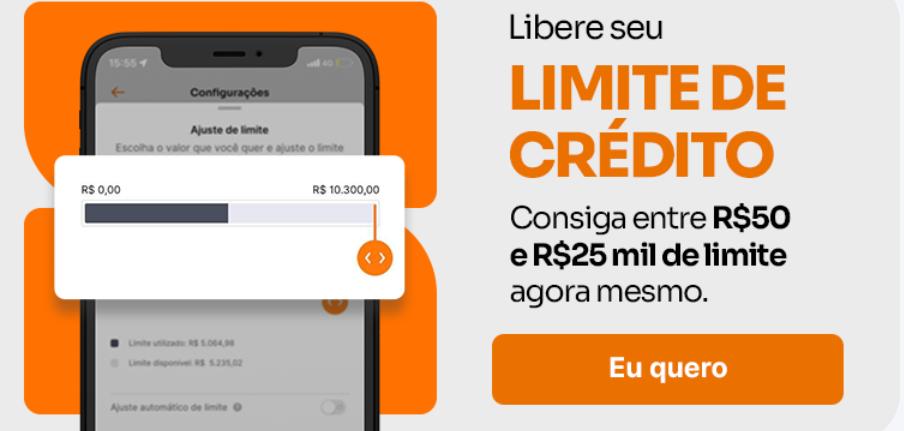 15:55
4G
Configurações
Ajuste de limite
Escolha o valor que você quer e ajuste o limite
R$ 0,00
R$ 10.300,00
Limite utilizado: R$ 5.064,98
Limite disponível: R$ 5.235,02
Ajuste automático de limite
Libere seu
LIMITE DE
CRÉDITO
Consiga entre R$50
e R$25 mil de limite
agora mesmo.
Eu quero